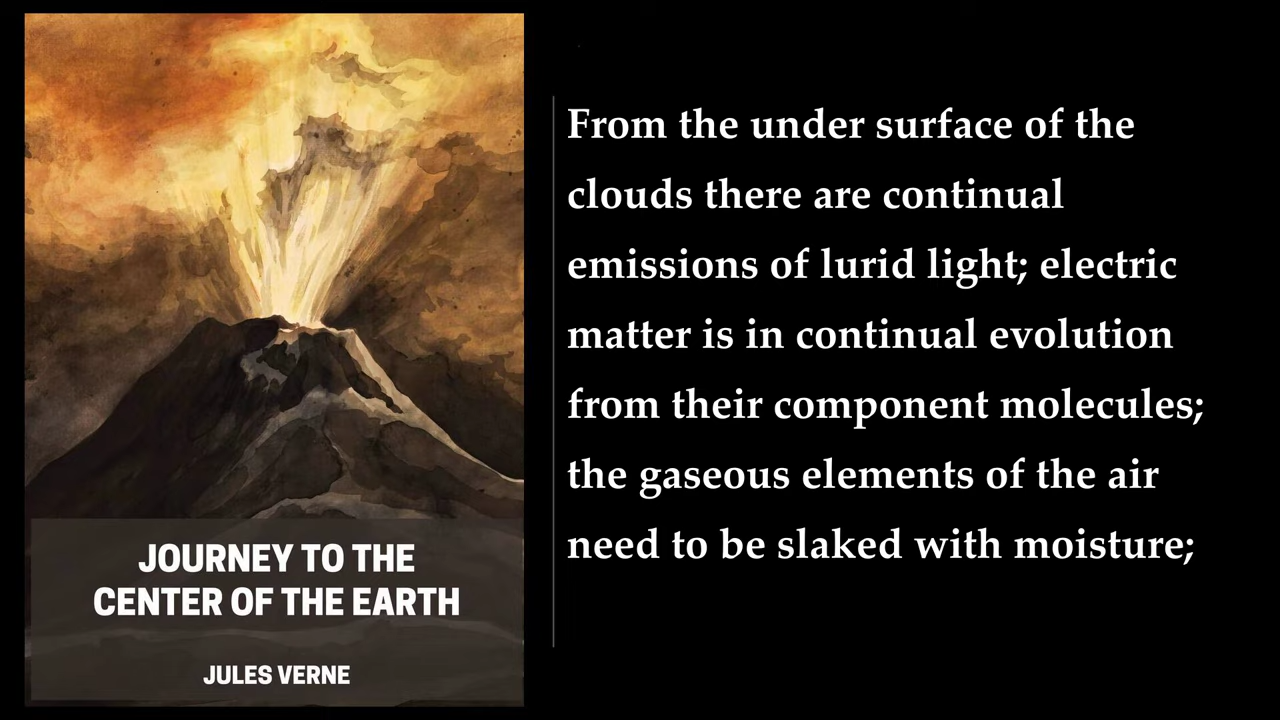 JOURNEY TO THE
CENTER OF THE EARTH
JULES VERNE
From the under surface of the
clouds there are continual
emissions of lurid light; electric
matter is in continual evolution
from their component molecules;
the gaseous elements of the air
need to be slaked with moisture;